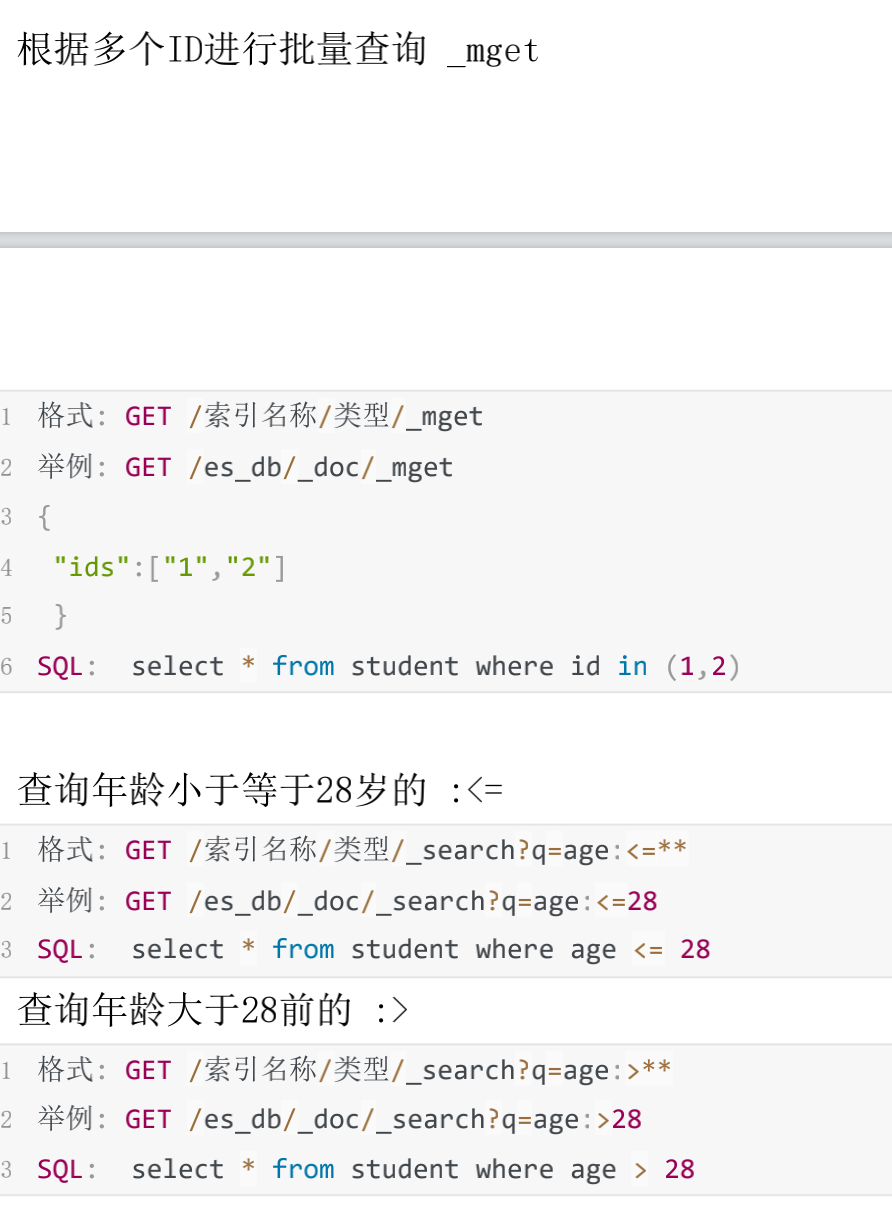 根据多个ID进行批量查询 _mget
1 格式: GET /索引名称/类型/_mget
2 举例: GET /es_db/_doc/_mget
3 {
4 "ids":["1","2"]
5 }
6 SQL: select * from student where id in (1,2)
查询年龄小于等于28岁的 :<=
1 格式: GET /索引名称/类型/_search?q=age:<=**
2 举例: GET /es_db/_doc/_search?q=age:<=28
3 SQL: select * from student where age <= 28
查询年龄大于28前的 :>
1 格式: GET /索引名称/类型/_search?q=age:>**
2 举例: GET /es_db/_doc/_search?q=age:>28
3 SQL: select * from student where age > 28